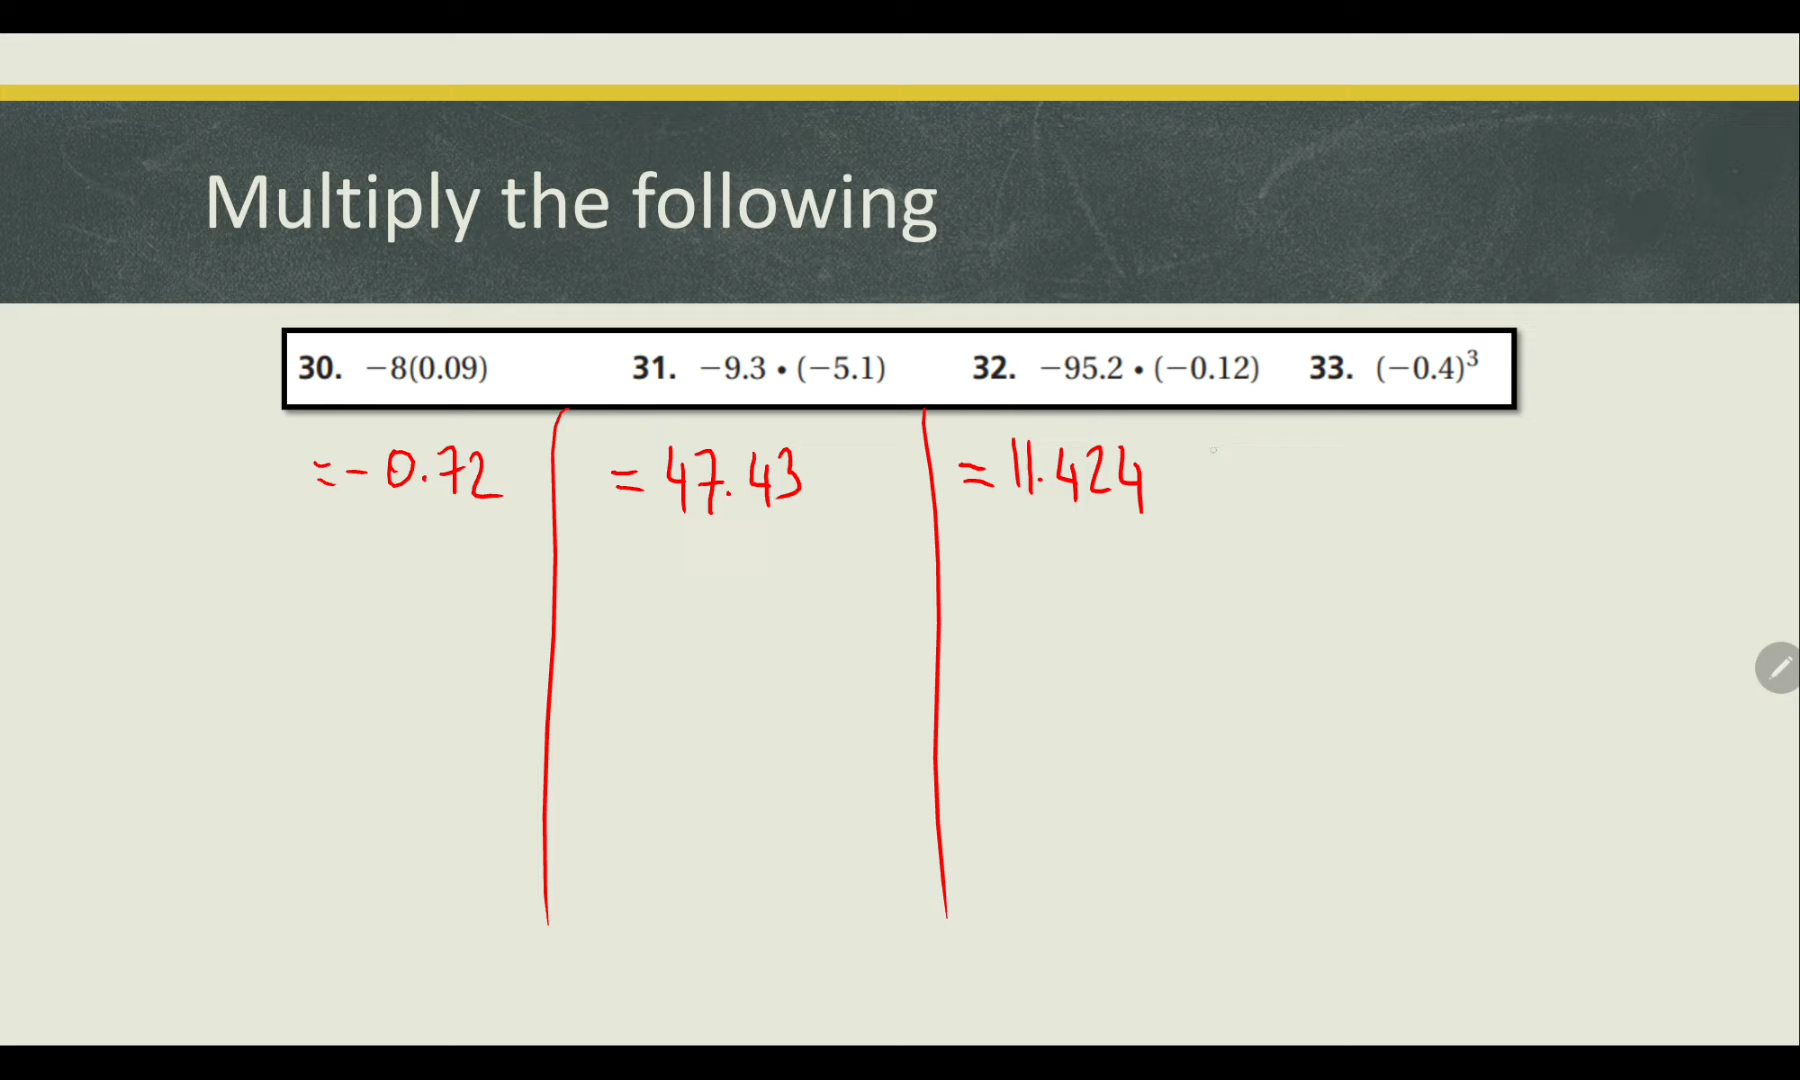 Multiply the following
30. −8(0.09) 31. −9.3 • (−5.1) 32. −95.2 • (−0.12) 33. (−0.4)³
= - 0.72 = 47.43 = 11.424